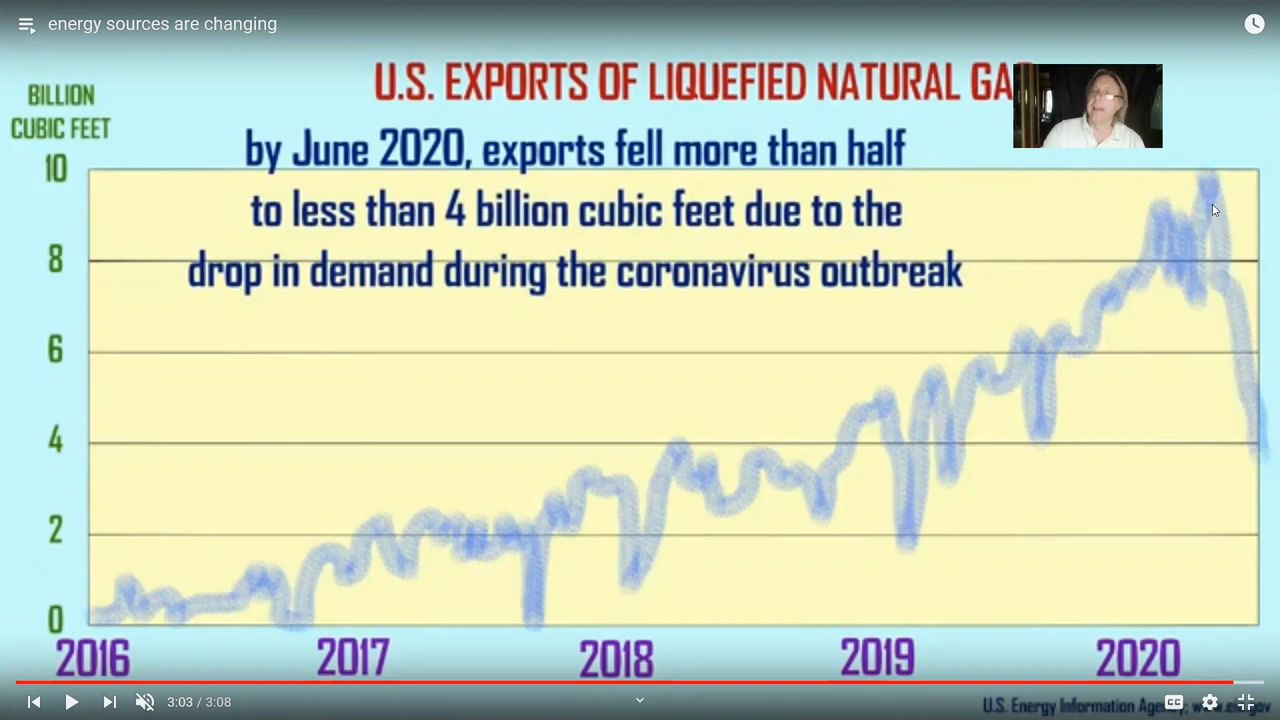 energy sources are changing
U.S. EXPORTS OF LIQUEFIED NATURAL
BILLION
CUBIC FEET
by June 2020, exports fell more than half
to less than 4 billion cubic feet due to the
drop in demand during the coronavirus outbreak
10
8
6
4
2
0
2016 2017 2018 2019 2020
3:03 / 3:08
CC
U.S. Energy Information